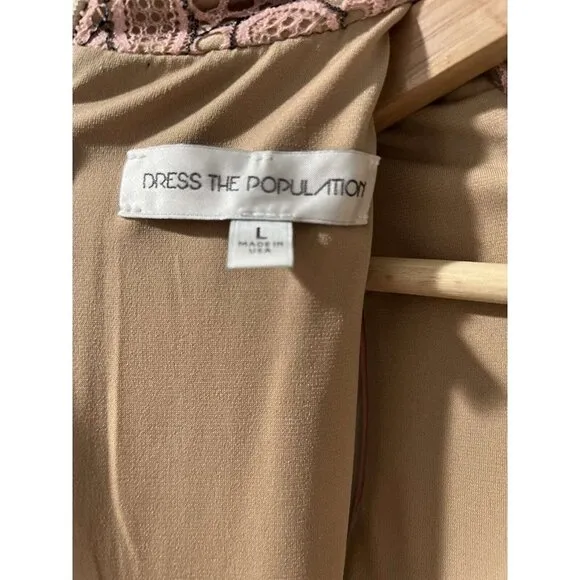 DRESS THE POPULATION
L
MADE IN
USA